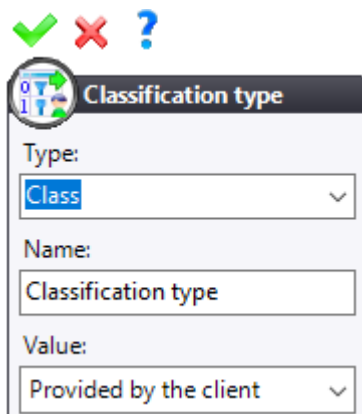 ?
Classification type
Type:
Class
Name:
Classification type
Value:
Provided by the client